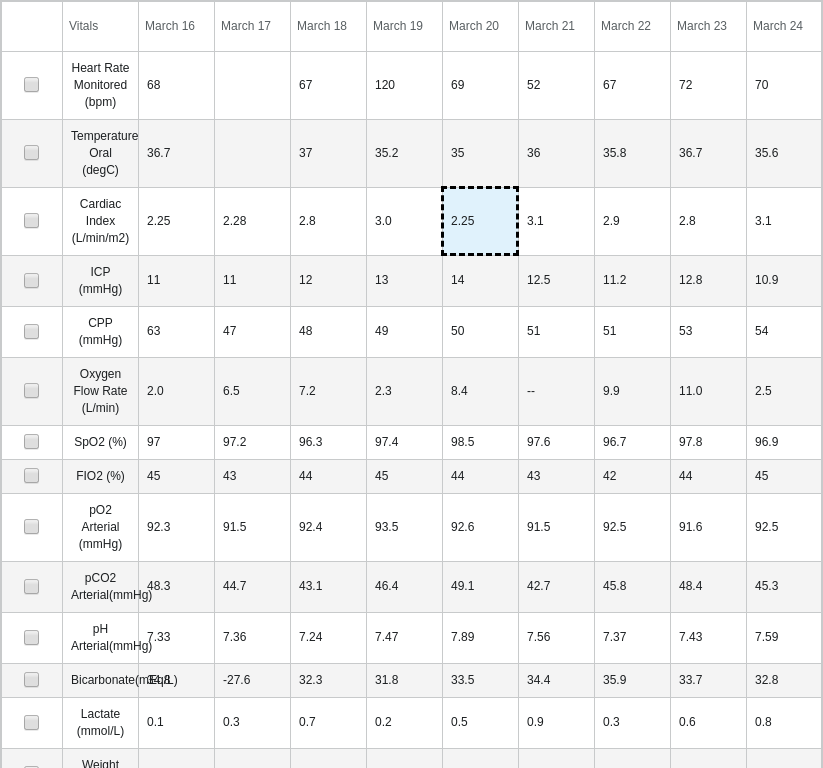 Vitals March 16 March 17 March 18 March 19 March 20 March 21 March 22 March 23 March 24
Heart Rate
Monitored
(bpm)
68 67 120 69 52 67 72 70
Temperature
Oral
(degC)
36.7 37 35.2 35 36 35.8 36.7 35.6
Cardiac
Index
(L/min/m2)
2.25 2.28 2.8 3.0 2.25 3.1 2.9 2.8 3.1
ICP
(mmHg)
11 11 12 13 14 12.5 11.2 12.8 10.9
CPP
(mmHg)
63 47 48 49 50 51 51 53 54
Oxygen
Flow Rate
(L/min)
2.0 6.5 7.2 2.3 8.4 -- 9.9 11.0 2.5
SpO2 (%) 97 97.2 96.3 97.4 98.5 97.6 96.7 97.8 96.9
FIO2 (%) 45 43 44 45 44 43 42 44 45
pO2
Arterial
(mmHg)
92.3 91.5 92.4 93.5 92.6 91.5 92.5 91.6 92.5
pCO2
Arterial(mmHg)
48.3 44.7 43.1 46.4 49.1 42.7 45.8 48.4 45.3
pH
Arterial(mmHg)
7.33 7.36 7.24 7.47 7.89 7.56 7.37 7.43 7.59
Bicarbonate(mEq/L) 34.8 -27.6 32.3 31.8 33.5 34.4 35.9 33.7 32.8
Lactate
(mmol/L)
0.1 0.3 0.7 0.2 0.5 0.9 0.3 0.6 0.8
Weight